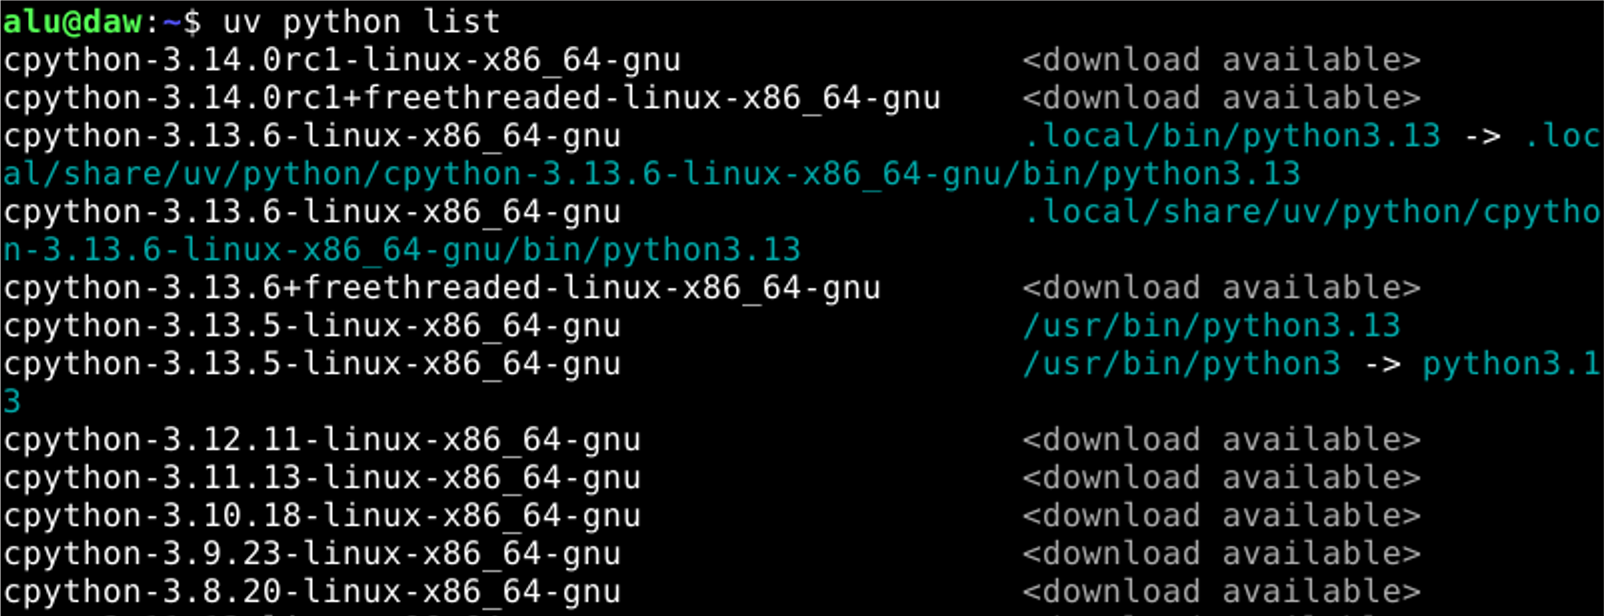 alu@daw:~$ uv python list
cpython-3.14.0rc1-linux-x86_64-gnu <download available>
cpython-3.14.0rc1+freethreaded-linux-x86_64-gnu <download available>
cpython-3.13.6-linux-x86_64-gnu .local/bin/python3.13 -> .loc
al/share/uv/python/cpython-3.13.6-linux-x86_64-gnu/bin/python3.13
cpython-3.13.6-linux-x86_64-gnu .local/share/uv/python/cpytho
n-3.13.6-linux-x86_64-gnu/bin/python3.13
cpython-3.13.6+freethreaded-linux-x86_64-gnu <download available>
cpython-3.13.5-linux-x86_64-gnu /usr/bin/python3.13
cpython-3.13.5-linux-x86_64-gnu /usr/bin/python3 -> python3.1
3
cpython-3.12.11-linux-x86_64-gnu <download available>
cpython-3.11.13-linux-x86_64-gnu <download available>
cpython-3.10.18-linux-x86_64-gnu <download available>
cpython-3.9.23-linux-x86_64-gnu <download available>
cpython-3.8.20-linux-x86_64-gnu <download available>